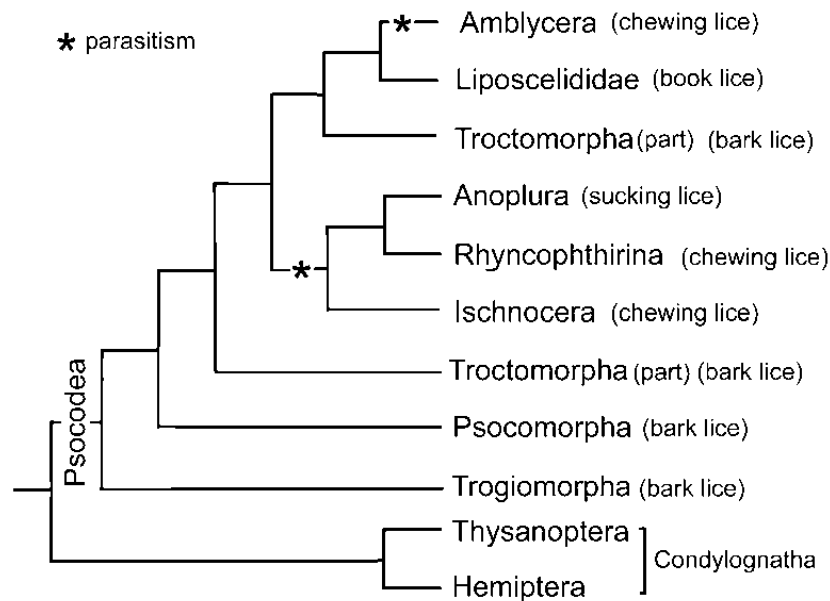 * parasitism
*
Amblycera (chewing lice)
Liposcelididae (book lice)
Troctomorpha (part) (bark lice)
Anoplura (sucking lice)
*
Rhyncophthirina (chewing lice)
Ischnocera (chewing lice)
Troctomorpha (part) (bark lice)
Psocodea
Psocomorpha (bark lice)
Trogiomorpha (bark lice)
Thysanoptera
Condylognatha
Hemiptera